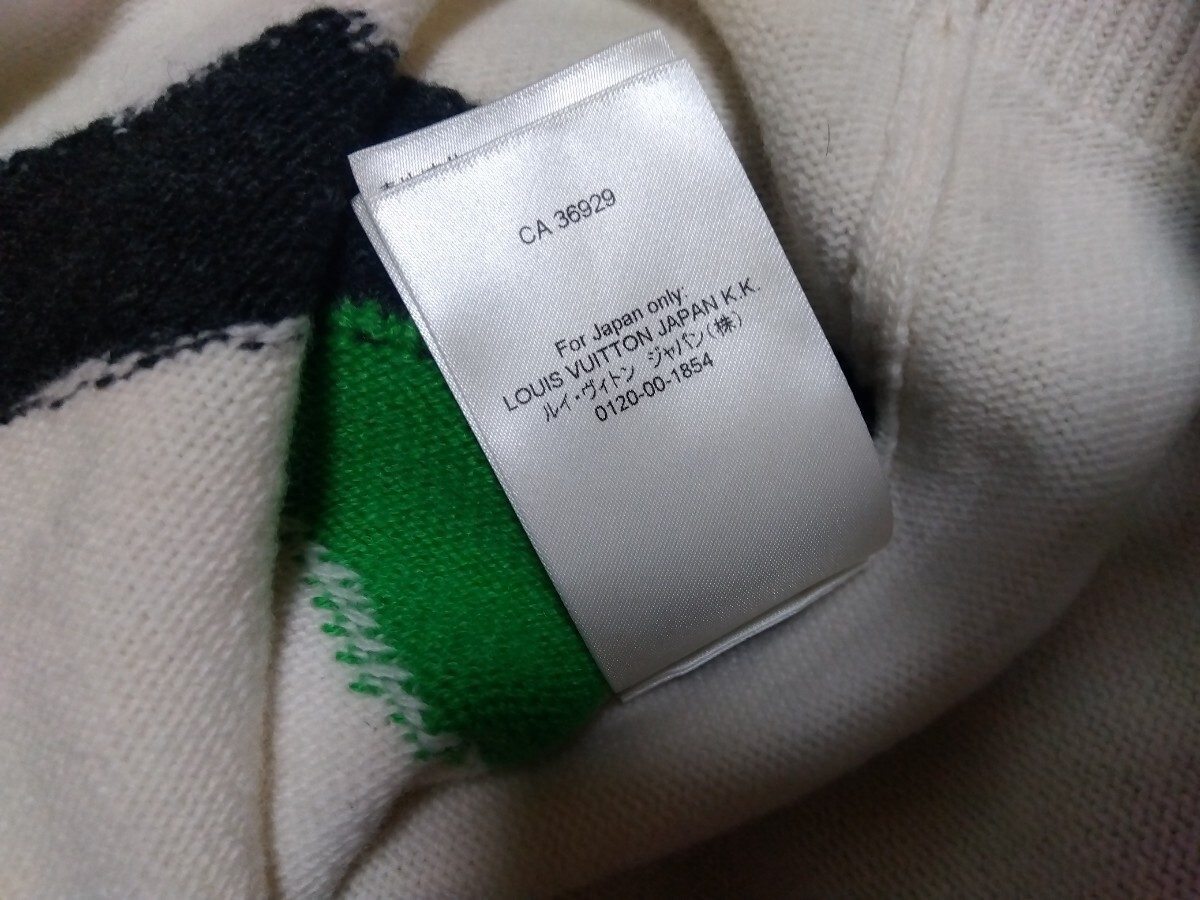 CA 36929
For Japan only:
LOUIS VUITTON JAPAN K.K.
ルイ・ヴィトン ジャパン(株)
0120-00-1854